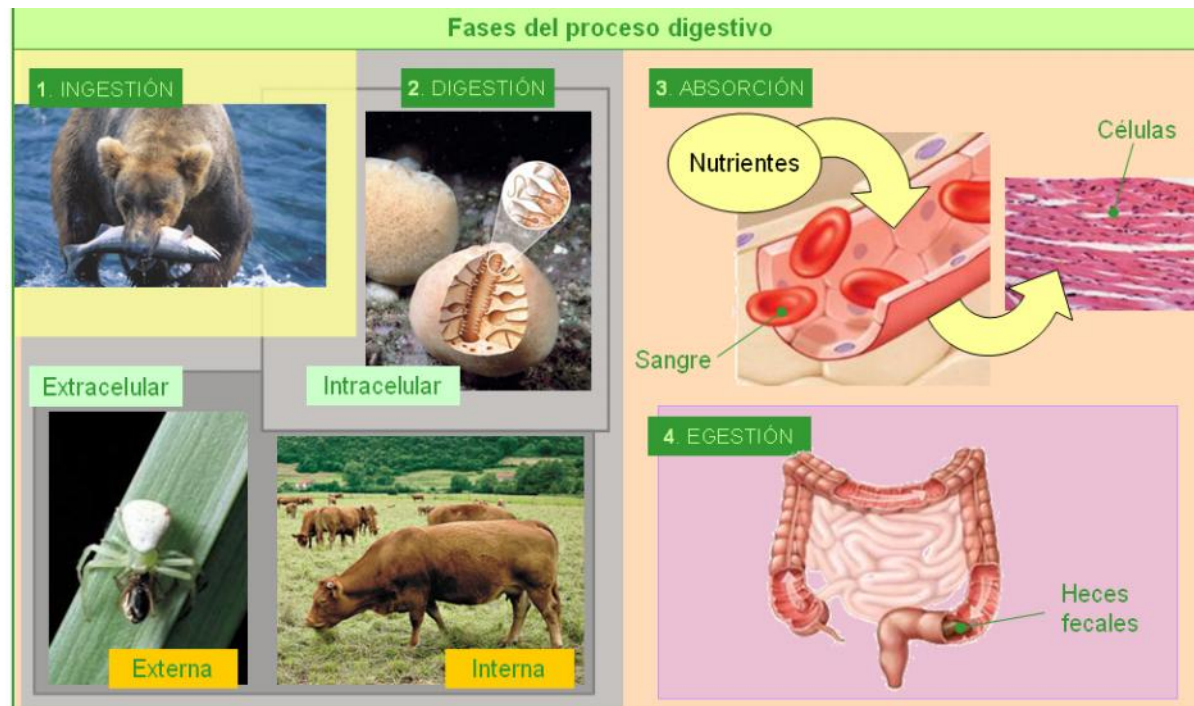 Fases del proceso digestivo
1. INGESTIÓN
2. DIGESTIÓN
Intracelular
Extracelular
Externa
Interna
3. ABSORCIÓN
Nutrientes
Células
Sangre
4. EGESTIÓN
Heces
fecales